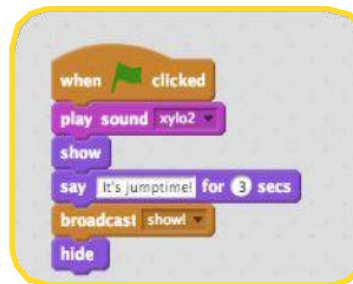 when clicked
play sound xylo2
show
say It's jumptime! for 3 secs
broadcast show!
hide